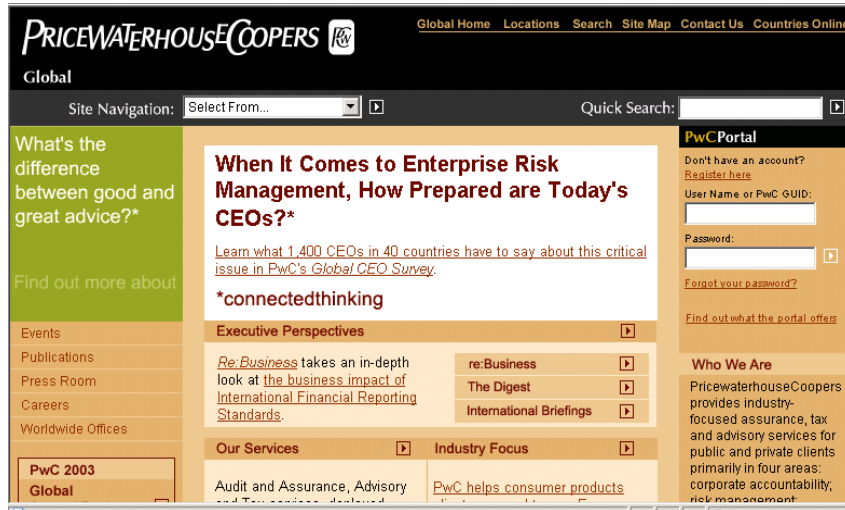 PRICEWATERHOUSECOOPERS PwC
Global Home Locations Search Site Map Contact Us Countries Online
Global
Site Navigation: Select From... Quick Search:
What's the
difference
between good and
great advice?*
Find out more about
Events
Publications
Press Room
Careers
Worldwide Offices
PwC 2003
Global
When It Comes to Enterprise Risk
Management, How Prepared are Today's
CEOs?*
Learn what 1,400 CEOs in 40 countries have to say about this critical
issue in PwC's Global CEO Survey.
*connectedthinking
Executive Perspectives
Re:Business takes an in-depth
look at the business impact of
International Financial Reporting
Standards.
re:Business
The Digest
International Briefings
Our Services
Audit and Assurance, Advisory
and Tax services, deployed
Industry Focus
PwC helps consumer products
PwCPortal
Don't have an account?
Register here
User Name or PwC GUID:
Password:
Forgot your password?
Find out what the portal offers
Who We Are
PricewaterhouseCoopers
provides industry-
focused assurance, tax
and advisory services for
public and private clients
primarily in four areas:
corporate accountability;
risk management;